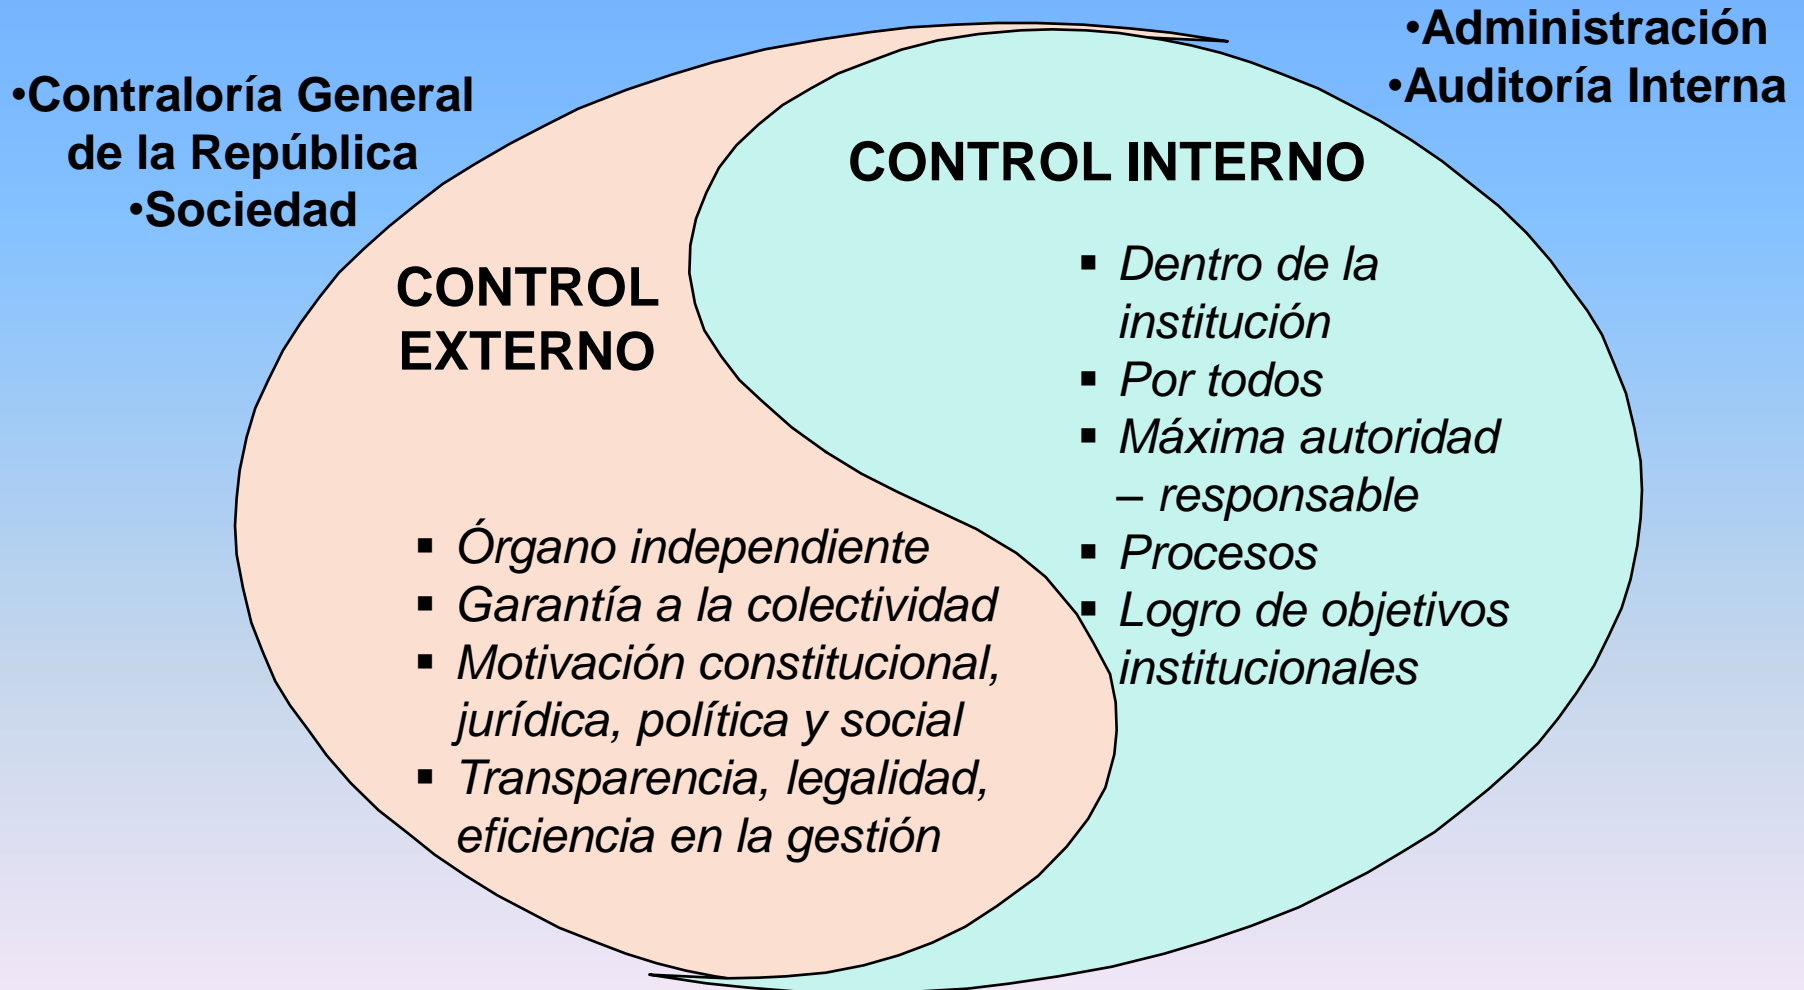 •Contraloría General
de la República
•Sociedad
•Administración
•Auditoría Interna
CONTROL
EXTERNO
▪ Órgano independiente
▪ Garantía a la colectividad
▪ Motivación constitucional,
jurídica, política y social
▪ Transparencia, legalidad,
eficiencia en la gestión
CONTROL INTERNO
▪ Dentro de la
institución
▪ Por todos
▪ Máxima autoridad
– responsable
▪ Procesos
▪ Logro de objetivos
institucionales